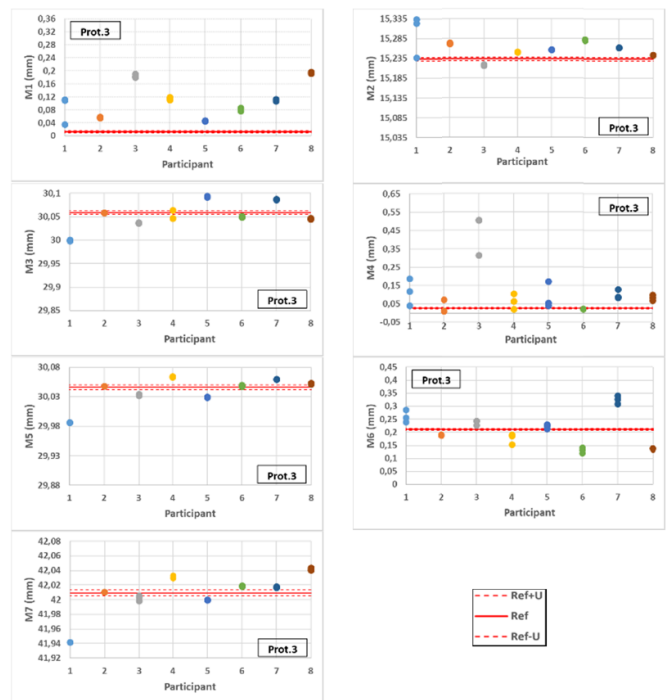 Prot.3
M1 (mm)
0,36
0,32
0,28
0,24
0,2
0,16
0,12
0,08
0,04
0
1 2 3 4 5 6 7 8
Participant
Prot.3
M2 (mm)
15,335
15,285
15,235
15,185
15,135
15,085
15,035
1 2 3 4 5 6 7 8
Participant
Prot.3
M3 (mm)
30,1
30,05
30
29,95
29,9
29,85
1 2 3 4 5 6 7 8
Participant
Prot.3
M4 (mm)
0,65
0,55
0,45
0,35
0,25
0,15
0,05
-0,05
1 2 3 4 5 6 7 8
Participant
Prot.3
M5 (mm)
30,08
30,03
29,98
29,93
29,88
1 2 3 4 5 6 7 8
Participant
Prot.3
M6 (mm)
0,45
0,4
0,35
0,3
0,25
0,2
0,15
0,1
0,05
0
1 2 3 4 5 6 7 8
Participant
Prot.3
M7 (mm)
42,08
42,06
42,04
42,02
42
41,98
41,96
41,94
41,92
1 2 3 4 5 6 7 8
Participant
Ref+U
Ref
Ref-U